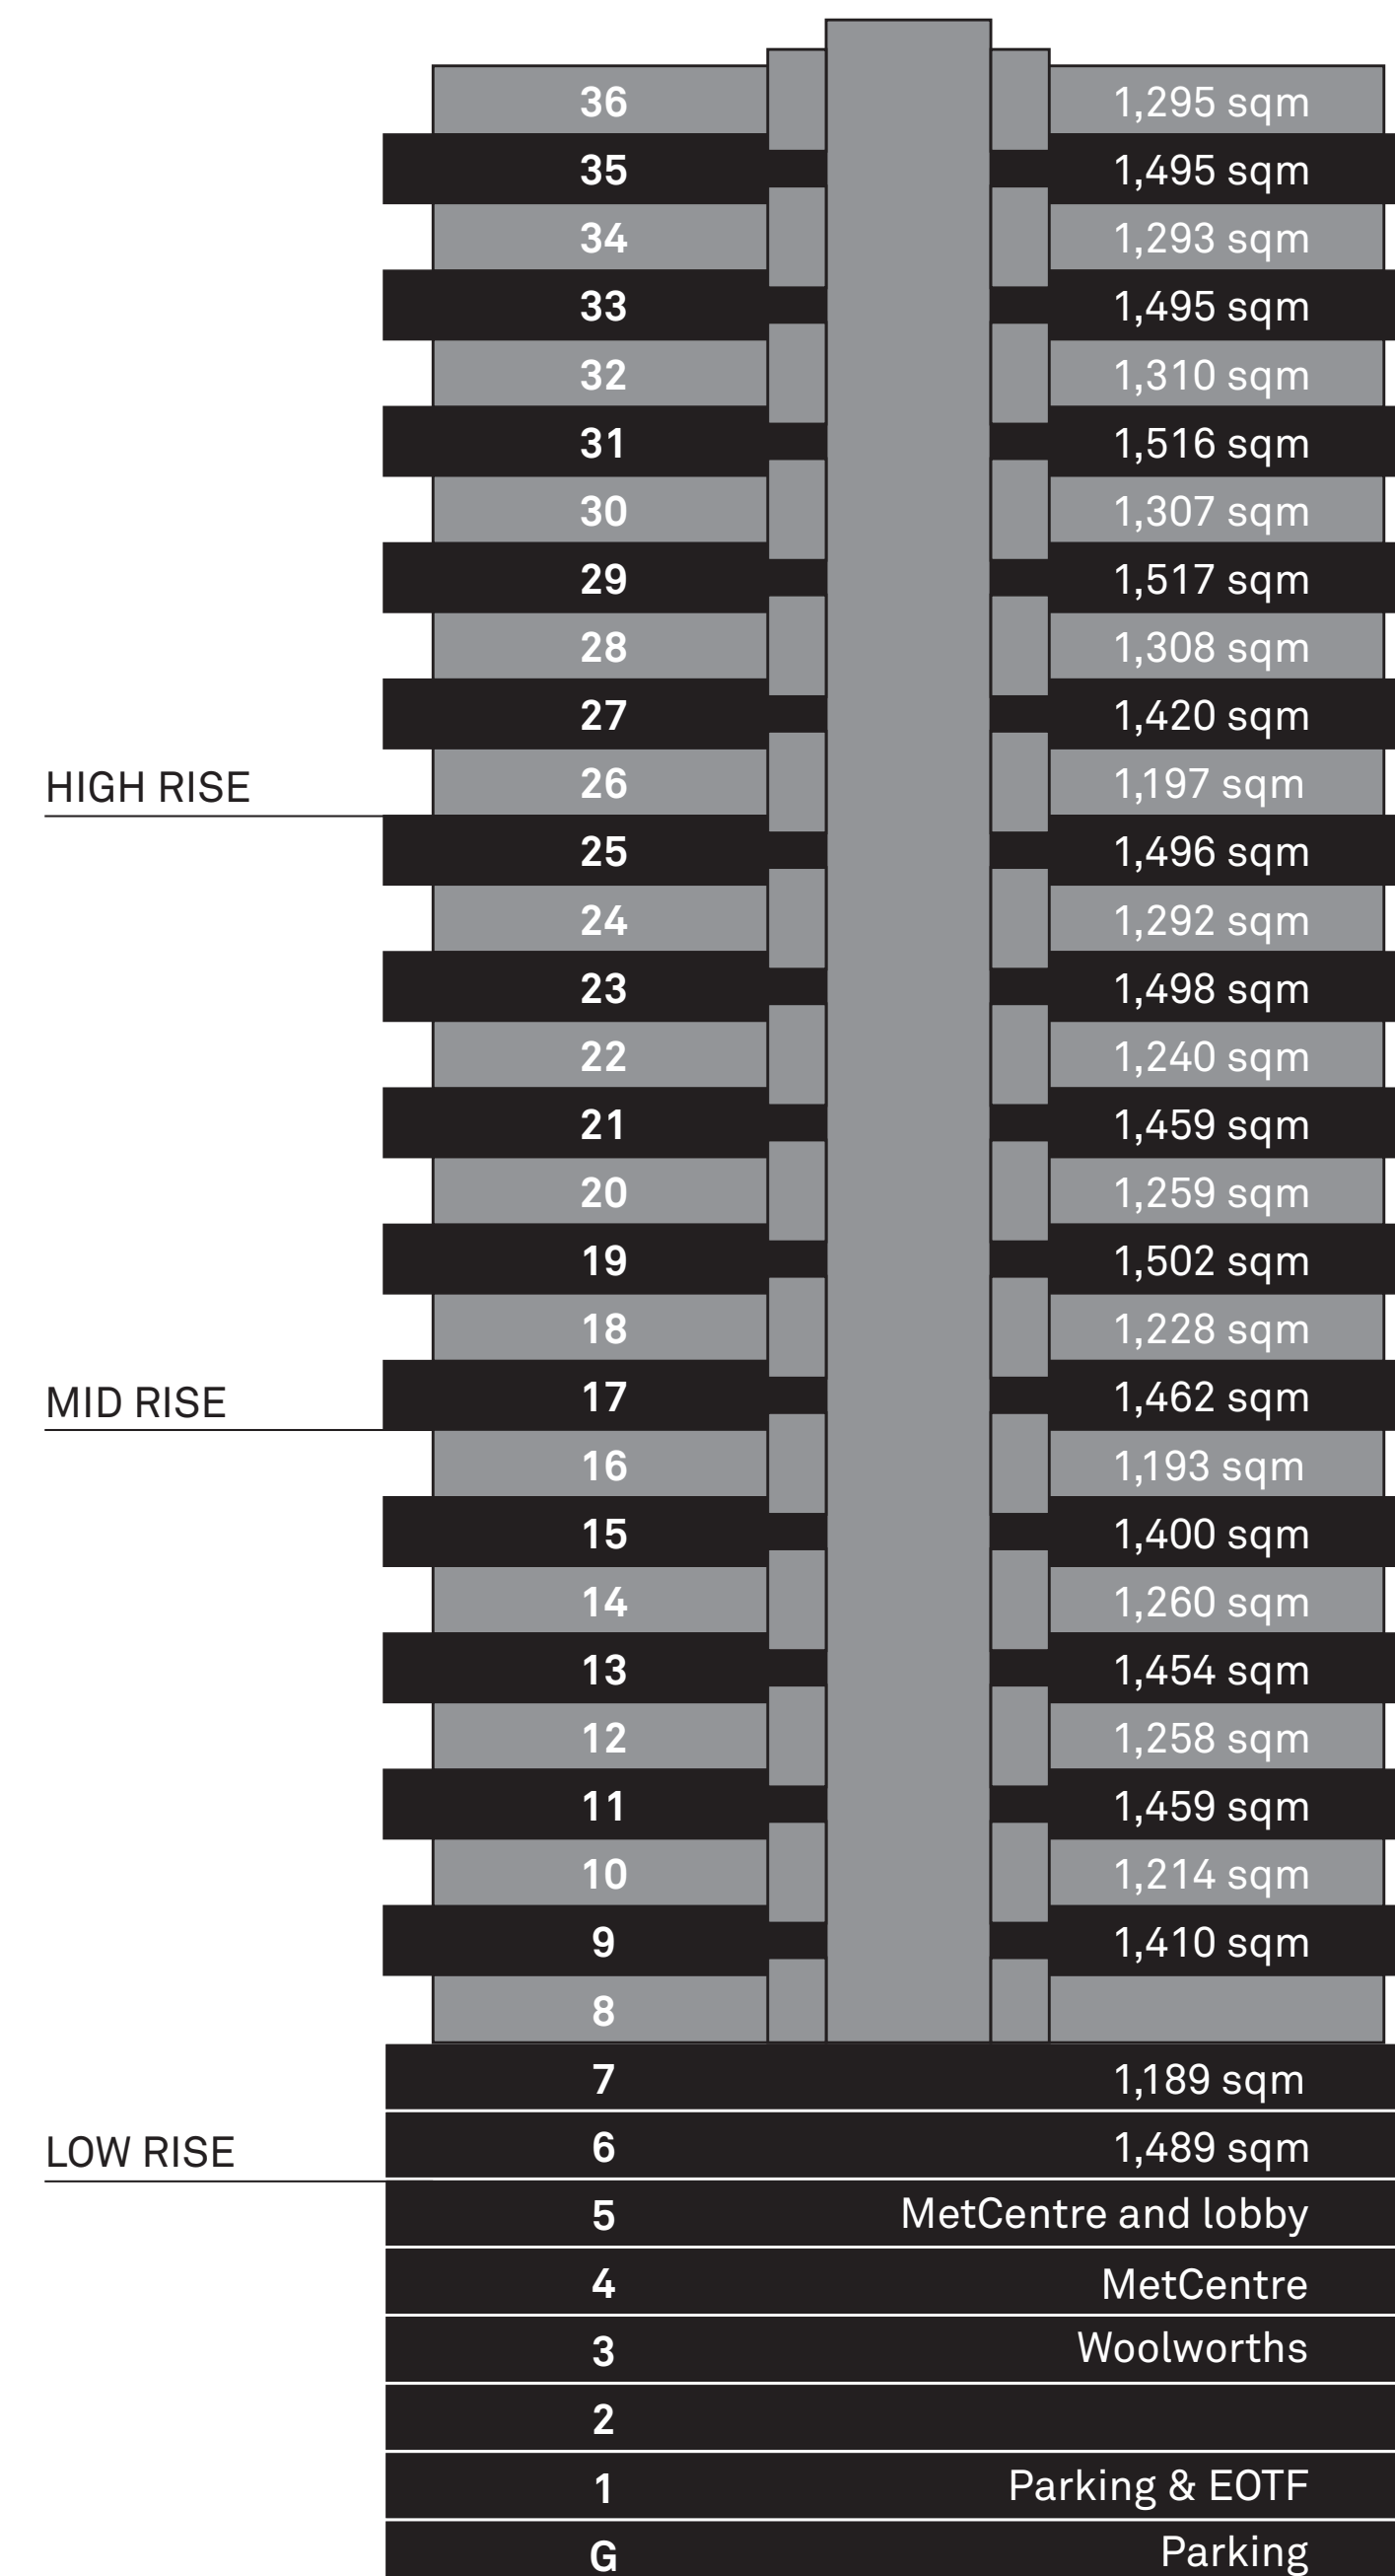 36 1,295 sqm
35 1,495 sqm
34 1,293 sqm
33 1,495 sqm
32 1,310 sqm
31 1,516 sqm
30 1,307 sqm
29 1,517 sqm
28 1,308 sqm
27 1,420 sqm
HIGH RISE 26 1,197 sqm
25 1,496 sqm
24 1,292 sqm
23 1,498 sqm
22 1,240 sqm
21 1,459 sqm
20 1,259 sqm
19 1,502 sqm
18 1,228 sqm
MID RISE 17 1,462 sqm
16 1,193 sqm
15 1,400 sqm
14 1,260 sqm
13 1,454 sqm
12 1,258 sqm
11 1,459 sqm
10 1,214 sqm
9 1,410 sqm
8
7 1,189 sqm
LOW RISE 6 1,489 sqm
5 MetCentre and lobby
4 MetCentre
3 Woolworths
2
1 Parking & EOTF
G Parking